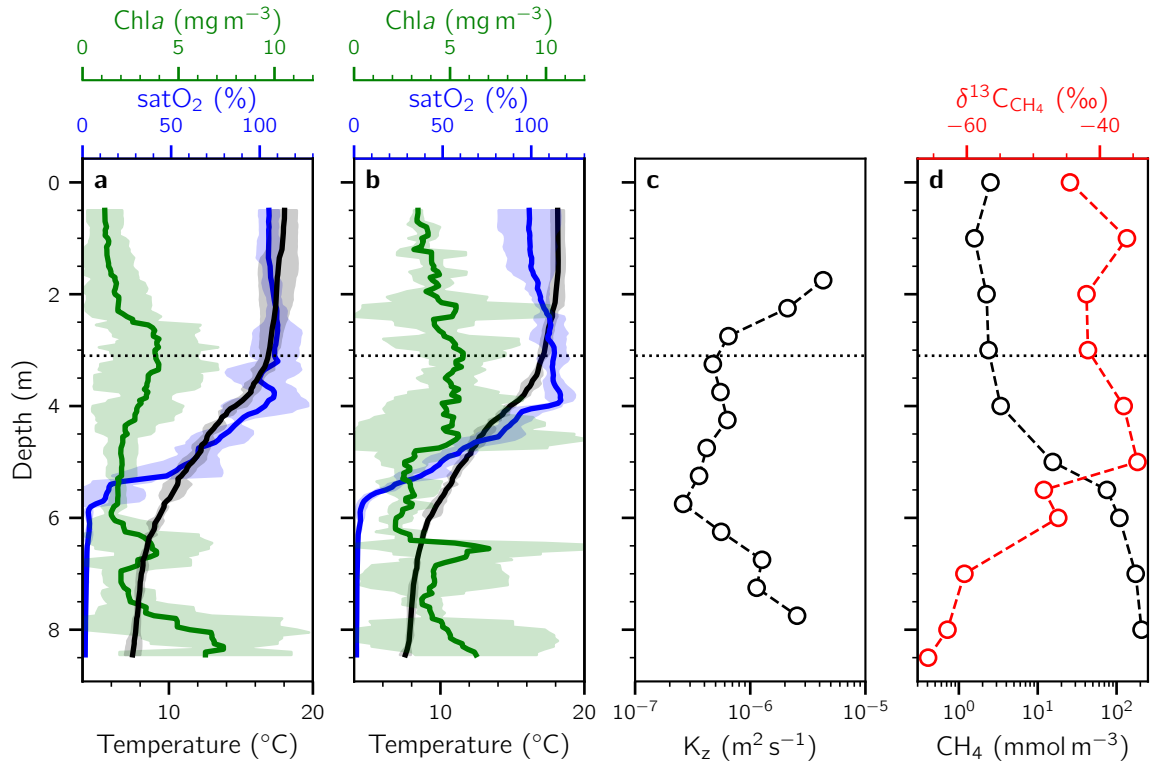 Chla (mg m⁻³)
0 5 10
satO₂ (%)
0 50 100
Chla (mg m⁻³)
0 5 10
satO₂ (%)
0 50 100
δ¹³C_CH₄ (‰)
−60 −40
a
b
c
d
Depth (m)
0
2
4
6
8
10 20
Temperature (°C)
10 20
Temperature (°C)
10⁻⁷ 10⁻⁶ 10⁻⁵
K_z (m² s⁻¹)
10⁰ 10¹ 10²
CH₄ (mmol m⁻³)